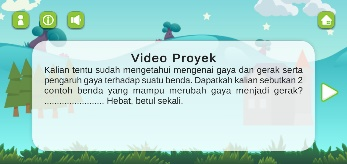 Video Proyek
Kalian tentu sudah mengetahui mengenai gaya dan gerak serta
pengaruh gaya terhadap suatu benda. Dapatkah kalian sebutkan 2
contoh benda yang mampu merubah gaya menjadi gerak?
........................ Hebat, betul sekali.